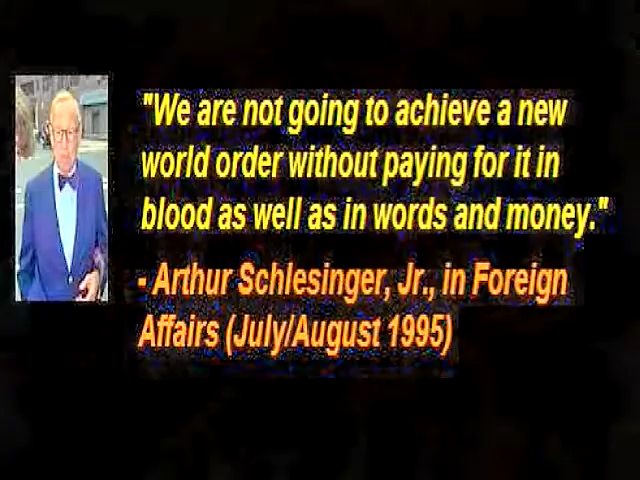 "We are not going to achieve a new
world order without paying for it in
blood as well as in words and money."
- Arthur Schlesinger, Jr., in Foreign
Affairs (July/August 1995)